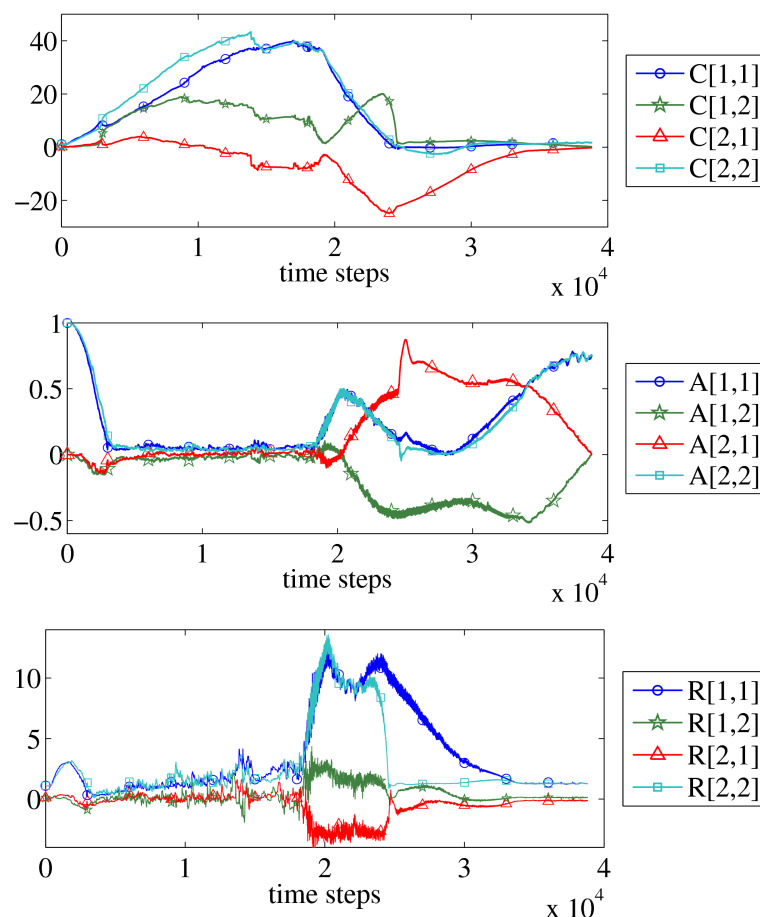 40
20
0
−20
0
1
2
3
4
time steps
x 10^4
C[1,1]
C[1,2]
C[2,1]
C[2,2]
1
0.5
0
−0.5
0
1
2
3
4
time steps
x 10^4
A[1,1]
A[1,2]
A[2,1]
A[2,2]
10
5
0
0
1
2
3
4
time steps
x 10^4
R[1,1]
R[1,2]
R[2,1]
R[2,2]